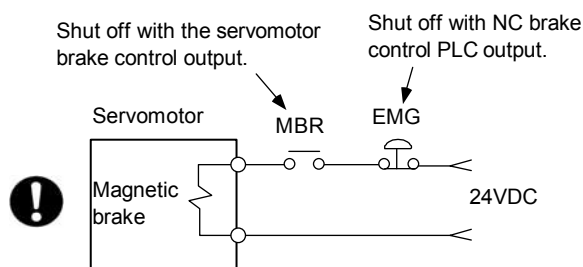 Shut off with the servomotor
brake control output.
Shut off with NC brake
control PLC output.
Servomotor
MBR
EMG
Magnetic
brake
24VDC